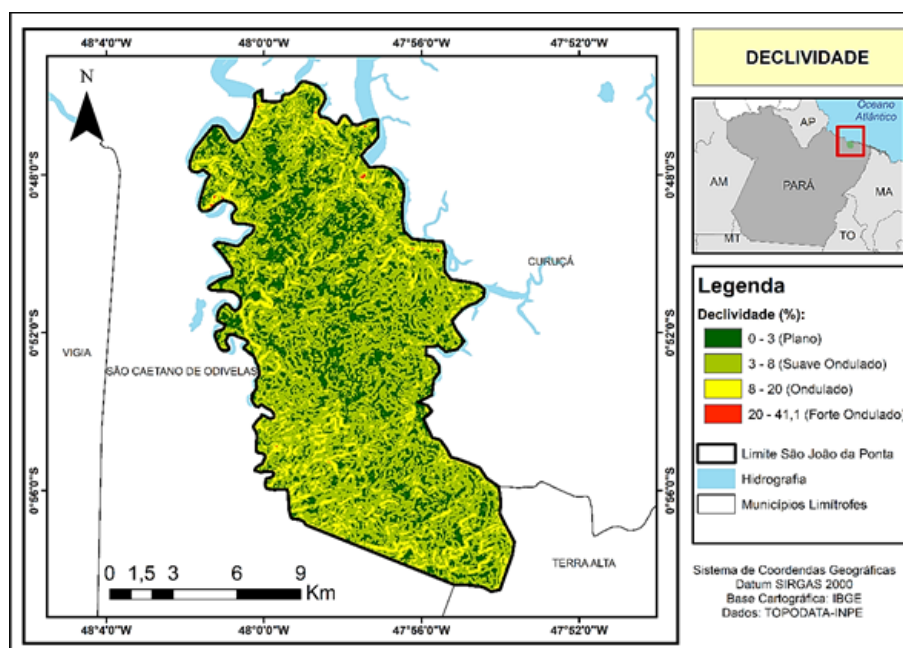 48°4'0"W 48°0'0"W 47°56'0"W 47°52'0"W
N
0°48'0"S
0°48'0"S
CURUÇÁ
0°52'0"S
0°52'0"S
VIGIA
SÃO CAETANO DE ODIVELAS
0°56'0"S
0°56'0"S
TERRA ALTA
0 1,5 3 6 9
Km
48°4'0"W 48°0'0"W 47°56'0"W 47°52'0"W
DECLIVIDADE
Oceano
Atlântico
AP
AM
PARÁ
MA
MT
TO
Legenda
Declividade (%):
0 - 3 (Plano)
3 - 8 (Suave Ondulado)
8 - 20 (Ondulado)
20 - 41,1 (Forte Ondulado)
Limite São João da Ponta
Hidrografia
Municípios Limítrofes
Sistema de Coordendas Geográficas
Datum SIRGAS 2000
Base Cartográfica: IBGE
Dados: TOPODATA-INPE